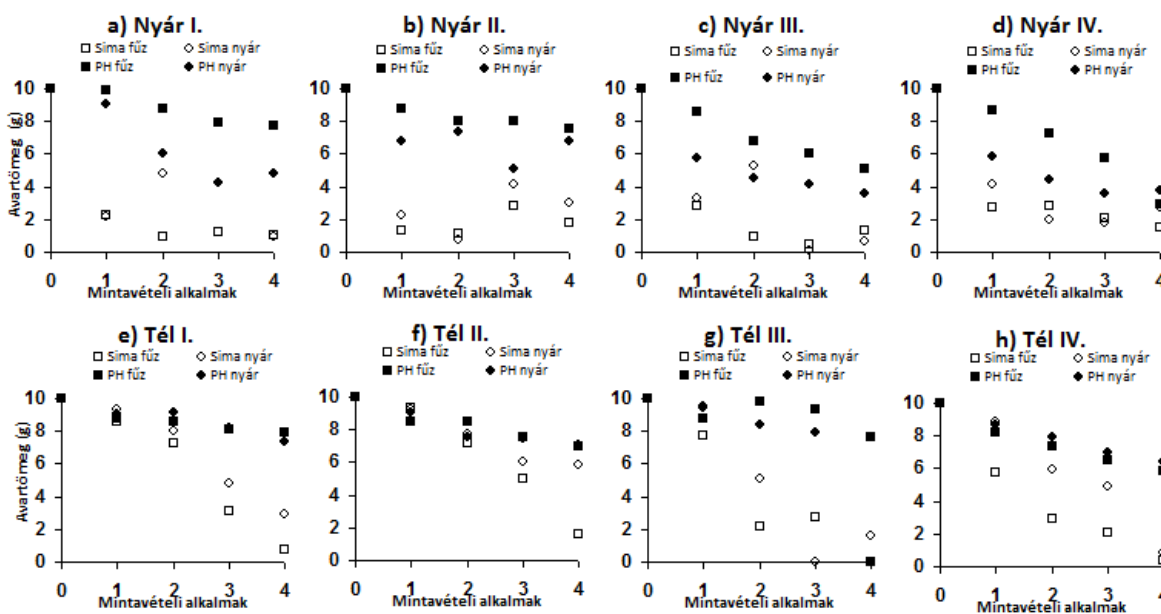 a) Nyár I.
Sima fűz Sima nyár
PH fűz PH nyár
Avartömeg (g)
10
8
6
4
2
0
0 1 2 3 4
Mintavételi alkalmak
b) Nyár II.
Sima fűz Sima nyár
PH fűz PH nyár
10
8
6
4
2
0
0 1 2 3 4
Mintavételi alkalmak
c) Nyár III.
Sima fűz Sima nyár
PH fűz PH nyár
10
8
6
4
2
0
0 1 2 3 4
Mintavételi alkalmak
d) Nyár IV.
Sima fűz Sima nyár
PH fűz PH nyár
10
8
6
4
2
0
0 1 2 3 4
Mintavételi alkalmak
e) Tél I.
Sima fűz Sima nyár
PH fűz PH nyár
Avartömeg (g)
10
8
6
4
2
0
0 1 2 3 4
Mintavételi alkalmak
f) Tél II.
Sima fűz Sima nyár
PH fűz PH nyár
10
8
6
4
2
0
0 1 2 3 4
Mintavételi alkalmak
g) Tél III.
Sima fűz Sima nyár
PH fűz PH nyár
10
8
6
4
2
0
0 1 2 3 4
Mintavételi alkalmak
h) Tél IV.
Sima fűz Sima nyár
PH fűz PH nyár
10
8
6
4
2
0
0 1 2 3 4
Mintavételi alkalmak